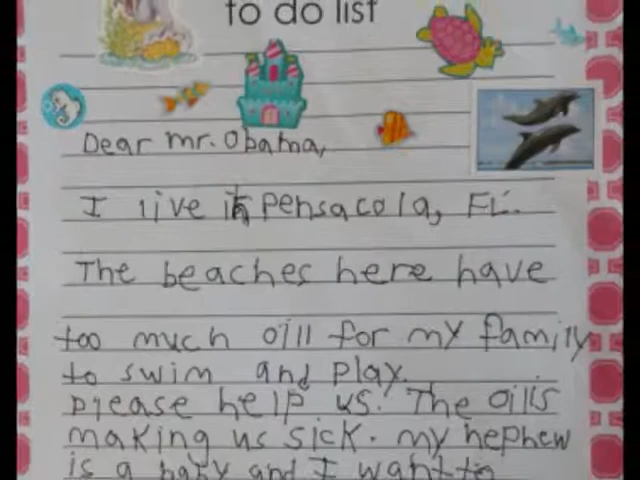 to do list
Dear mr. Obama,
I live in Pensacola, FL.
The beaches here have
too much oill for my family
to swim and play.
please help us! The oill is
making us sick. my nephew
is a baby and I want to